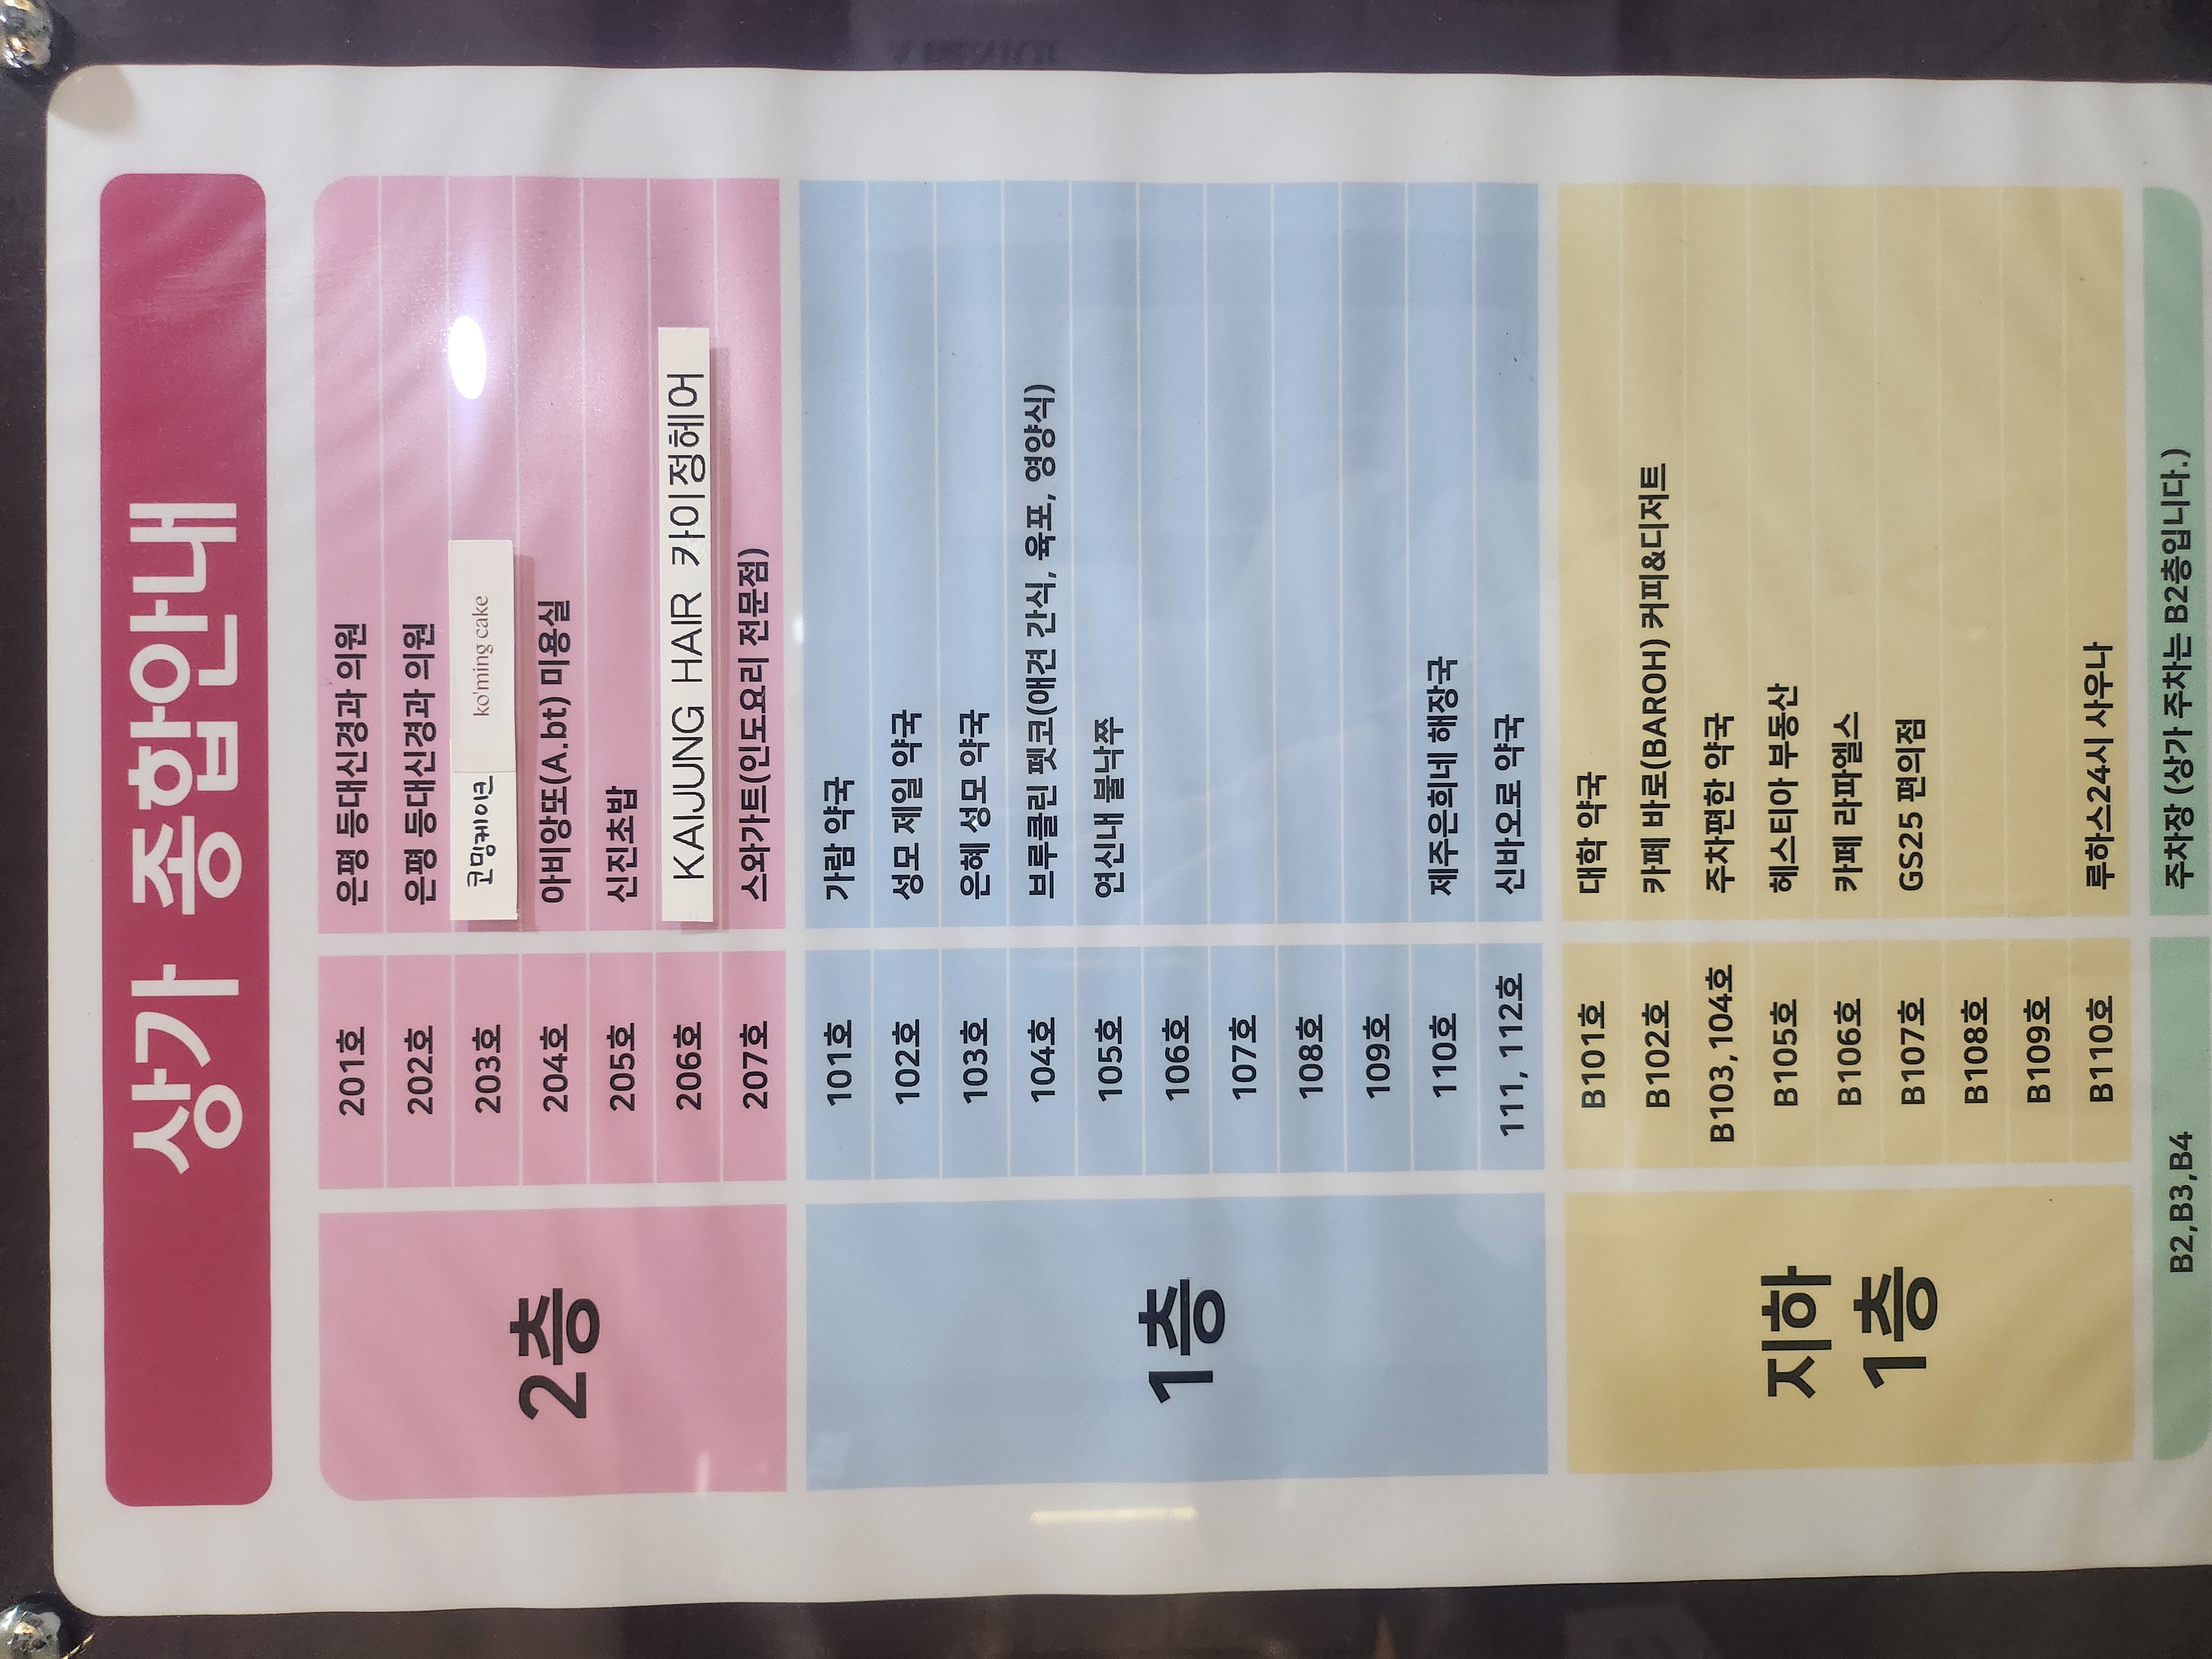 상가 종합안내
2층
201호 은평 등대신경과 의원
202호 은평 등대신경과 의원
203호 코밍케이크 ko'ming cake
204호 아비앙또(A.bt) 미용실
205호 신진초밥
206호 KAIJUNG HAIR 카이정헤어
207호 스와가트(인도요리 전문점)
1층
101호 가람 약국
102호 성모 제일 약국
103호 은혜 성모 약국
104호 브루클린 펫코(애견 간식, 육포, 영양식)
105호 연신내 불낙쭈
106호
107호
108호
109호
110호 제주은희네 해장국
111, 112호 신바오로 약국
지하
1층
B101호 대학 약국
B102호 카페 바로(BAROH) 커피&디저트
B103, 104호 주차편한 약국
B105호 헤스티아 부동산
B106호 카페 라파엘스
B107호 GS25 편의점
B108호
B109호
B110호 루하스24시 사우나
B2,B3,B4 주차장 (상가 주차는 B2층입니다.)